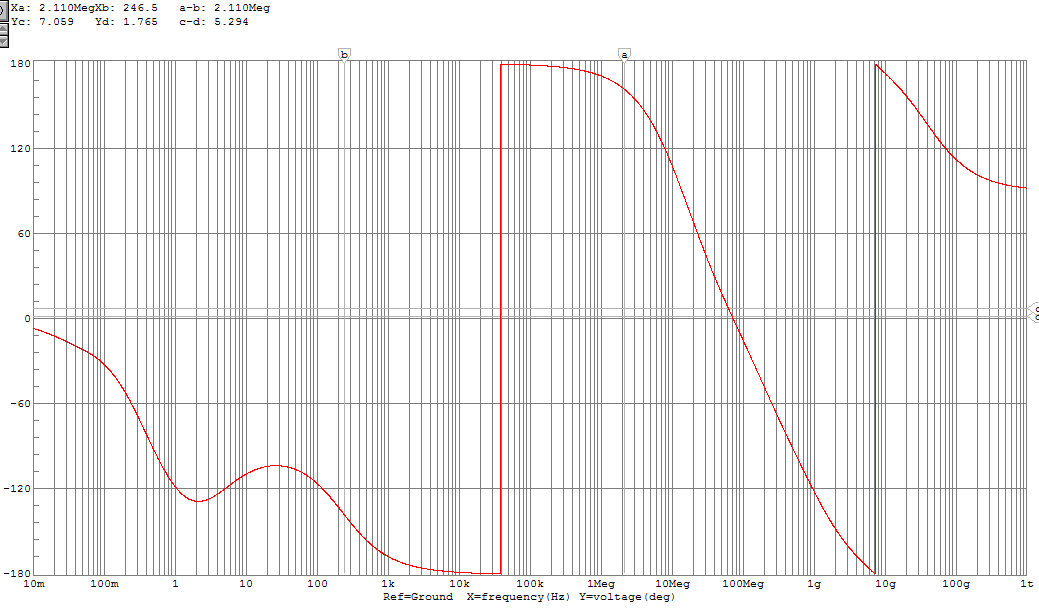 Xa: 2.110MegXb: 246.5 a-b: 2.110Meg
Yc: 7.059 Yd: 1.765 c-d: 5.294
b a
180
120
60
0
-60
-120
-180
10m 100m 1 10 100 1k 10k 100k 1Meg 10Meg 100Meg 1g 10g 100g 1t
Ref=Ground X=frequency(Hz) Y=voltage(deg)